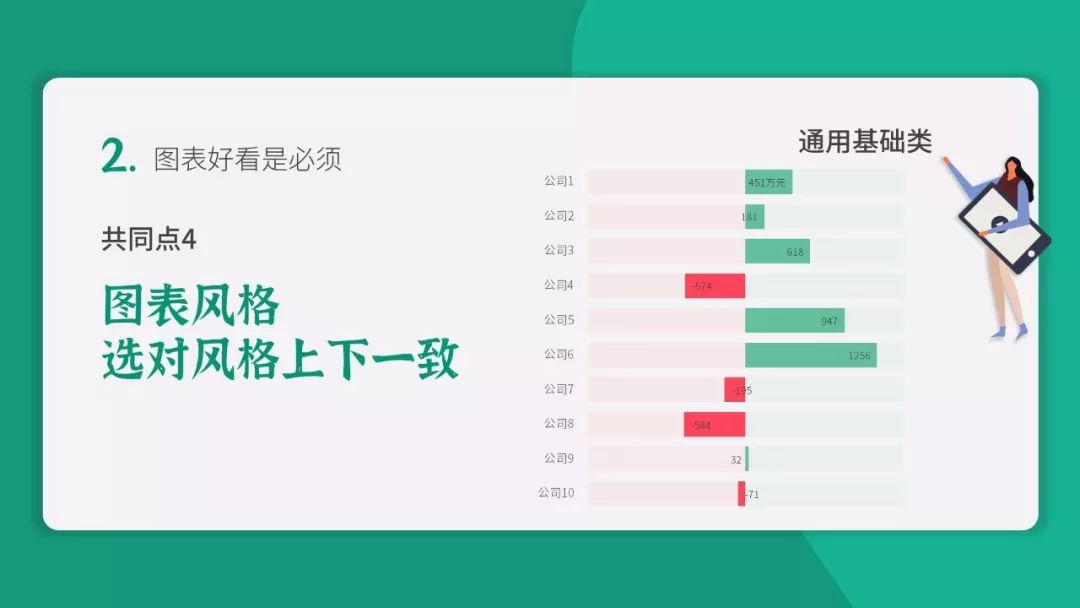 2. 图表好看是必须
共同点4
图表风格
选对风格上下一致
通用基础类
公司1 451万元
公司2 181
公司3 618
公司4 -574
公司5 947
公司6 1256
公司7 -195
公司8 -584
公司9 32
公司10 -71